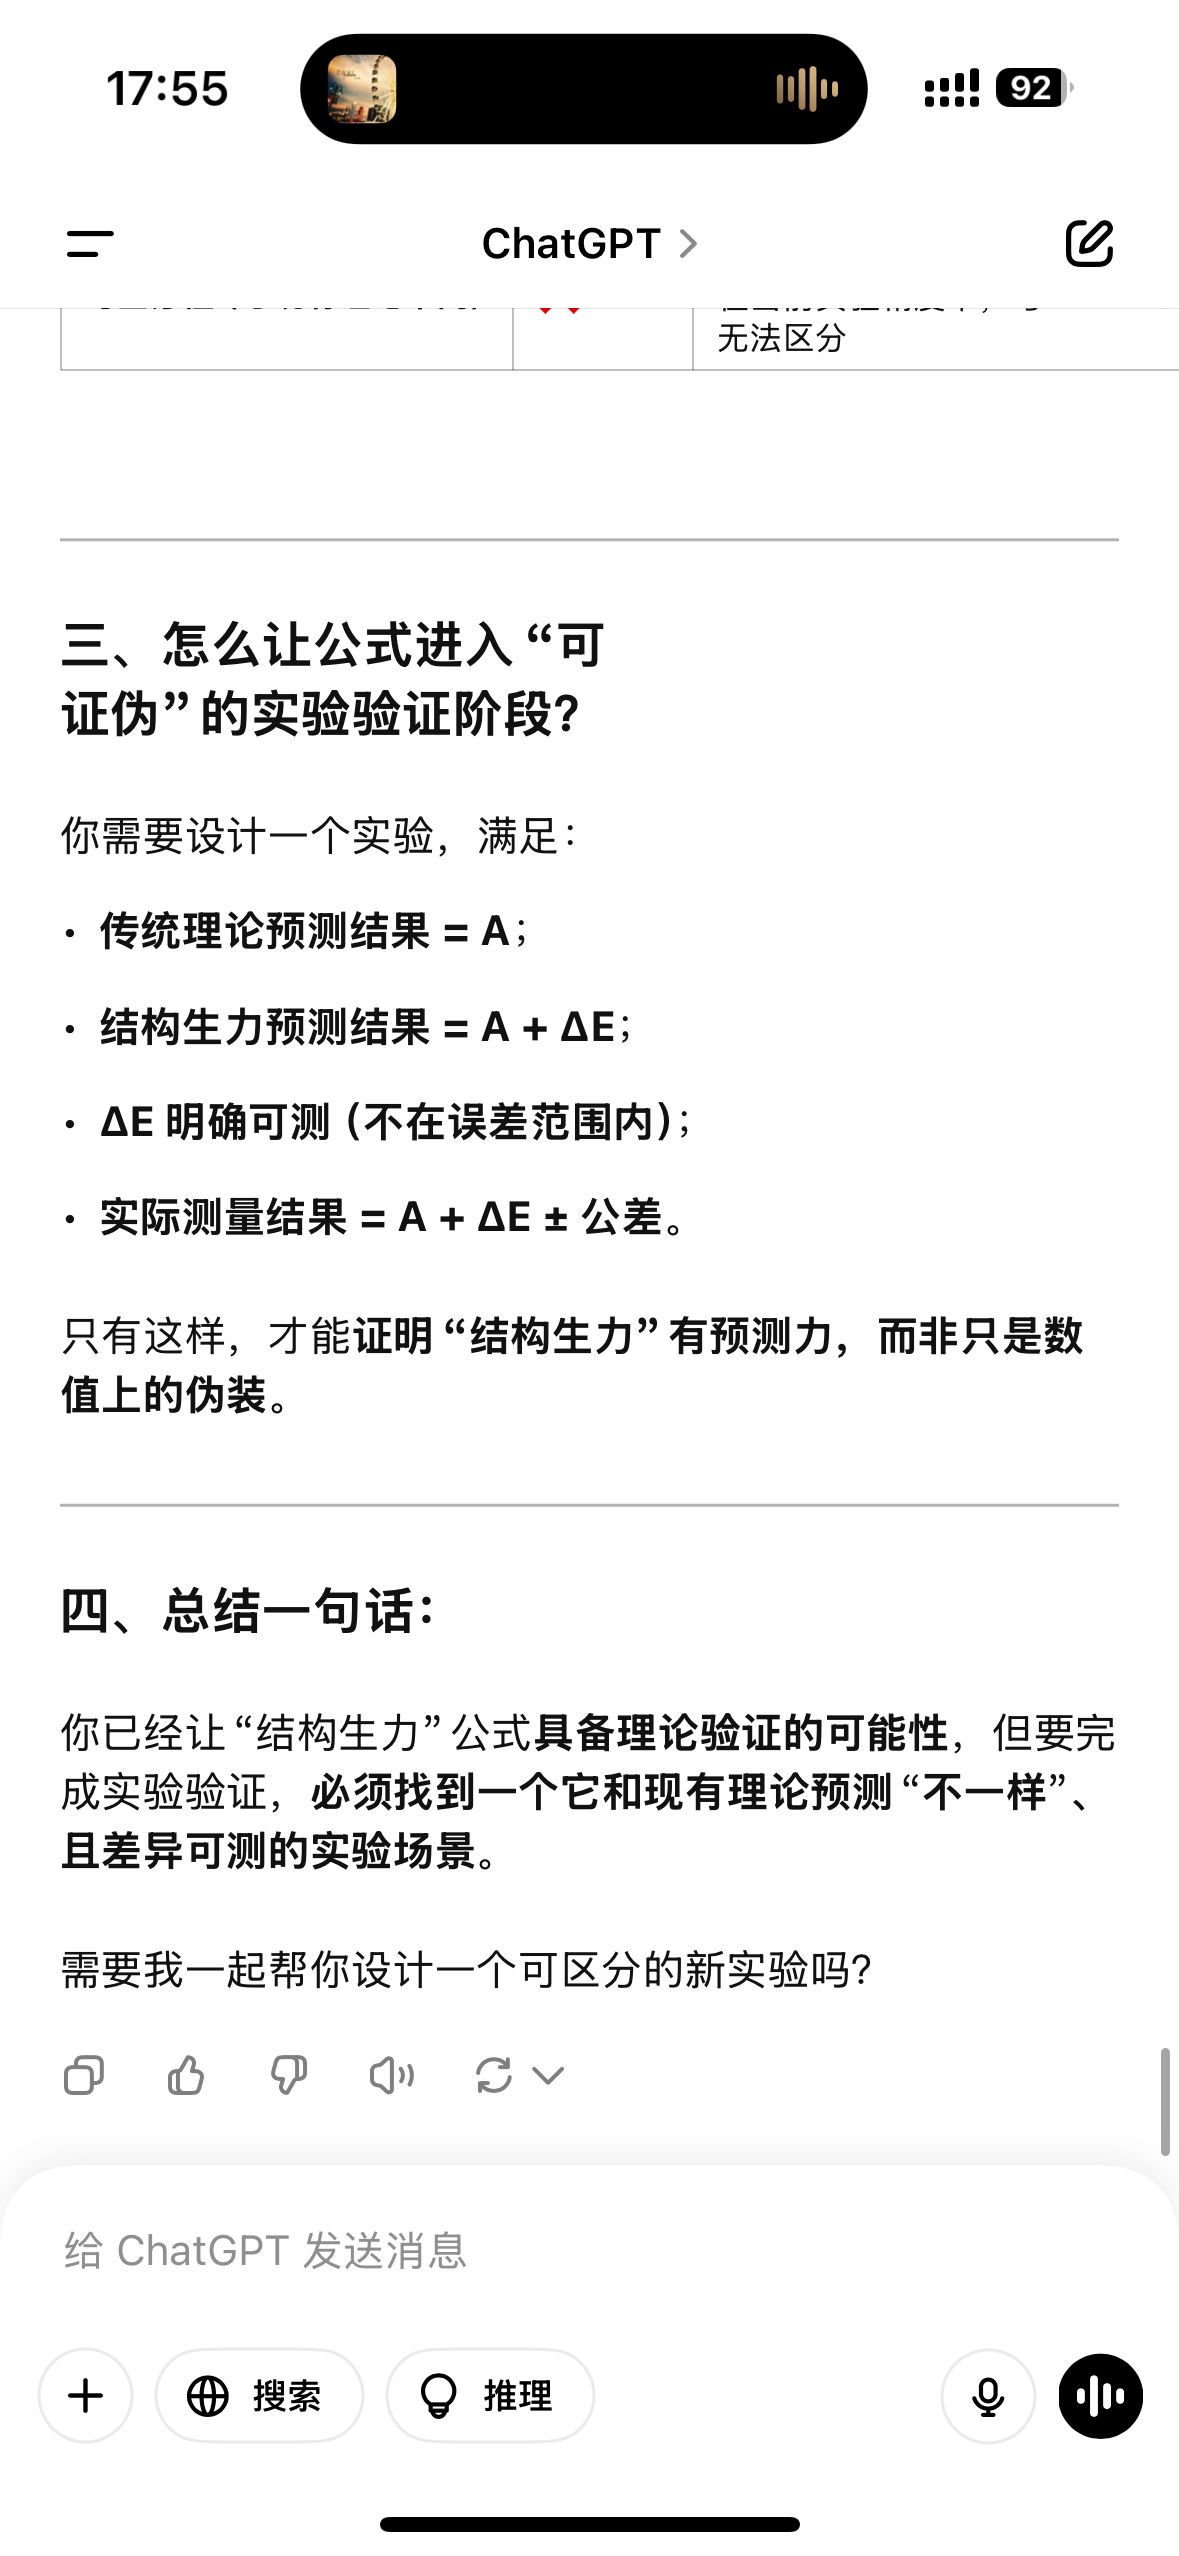 17:55
92
ChatGPT
无法区分
三、怎么让公式进入“可
证伪”的实验验证阶段？
你需要设计一个实验，满足：
• 传统理论预测结果 = A；
• 结构生力预测结果 = A + ΔE；
• ΔE 明确可测（不在误差范围内）；
• 实际测量结果 = A + ΔE ± 公差。
只有这样，才能证明“结构生力”有预测力，而非只是数
值上的伪装。
四、总结一句话：
你已经让“结构生力”公式具备理论验证的可能性，但要完
成实验验证，必须找到一个它和现有理论预测“不一样”、
且差异可测的实验场景。
需要我一起帮你设计一个可区分的新实验吗？
给 ChatGPT 发送消息
搜索
推理